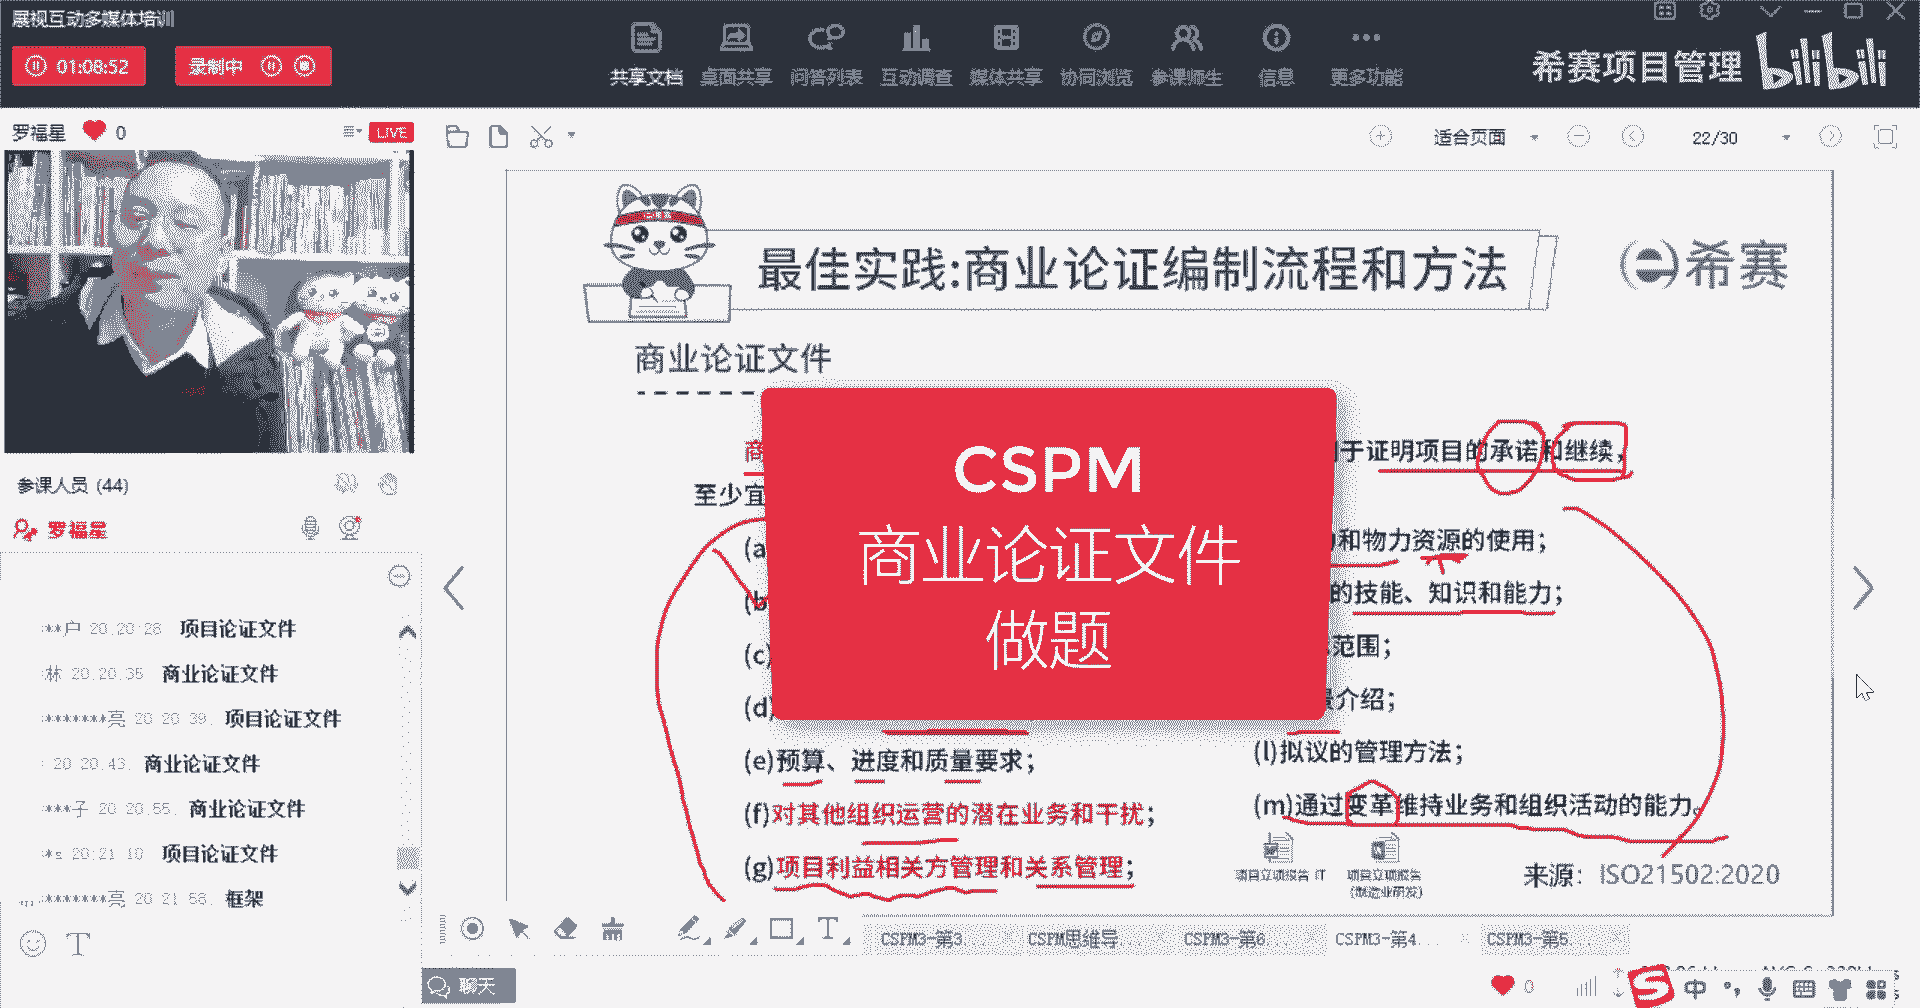 展视互动多媒体培训
01:08:52
录制中
共享文档 桌面共享 问答列表 互动调查 媒体共享 协同浏览 参课师生 信息 更多功能
希赛项目管理 bilibili
罗福星 0
LIVE
适合页面
22/30
最佳实践:商业论证编制流程和方法
希赛
商业论证文件
CSPM
商业论证文件
做题
商
于证明项目的承诺和继续,
至少宜
(a
(b
(c)
(d)
(e)预算、进度和质量要求;
(f)对其他组织运营的潜在业务和干扰;
(g)项目利益相关方管理和关系管理;
和物力资源的使用;
的技能、知识和能力;
范围;
介绍;
(l)拟议的管理方法;
(m)通过变革维持业务和组织活动的能力。
项目立项报告 IT
项目立项报告
(制造业研发)
来源: ISO21502:2020
参课人员 (44)
罗福星
**户 20:20:28 项目论证文件
林 20:20:35 商业论证文件
*******亮 20:20:39. 项目论证文件
20:20:43. 商业论证文件
***子 20:20:55. 商业论证文件
*s 20:21:10 项目论证文件
*******亮 20:21:58. 框架
T
T
CSPM3-第3...
CSPM思维导...
CSPM3-第6...
CSPM3-第4...
CSPM3-第5...
聊天
0
S 中